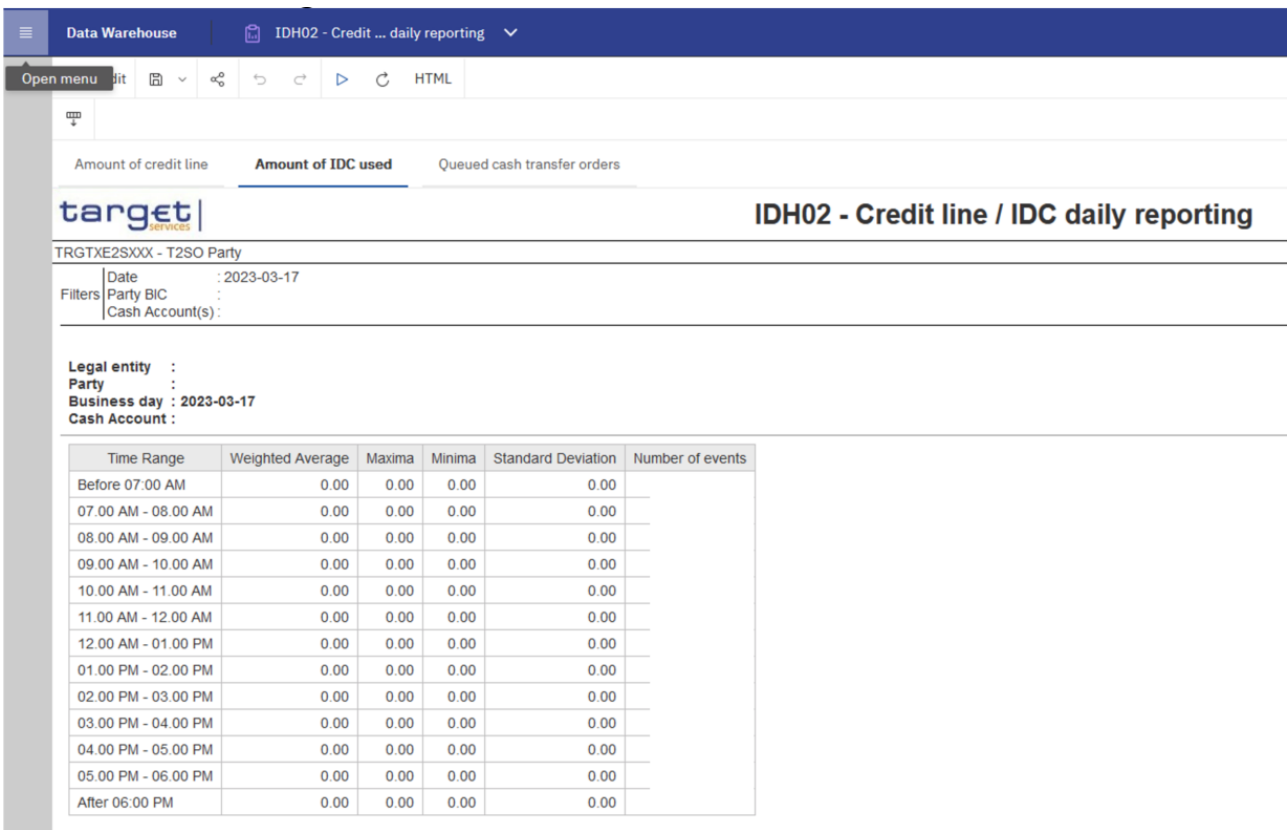 Data Warehouse IDH02 - Credit ... daily reporting
Open menu dit HTML
Amount of credit line Amount of IDC used Queued cash transfer orders
target services IDH02 - Credit line / IDC daily reporting
TRGTXE2SXXX - T2SO Party
Date : 2023-03-17
Filters Party BIC :
Cash Account(s) :
Legal entity :
Party :
Business day : 2023-03-17
Cash Account :
Time Range Weighted Average Maxima Minima Standard Deviation Number of events
Before 07:00 AM 0.00 0.00 0.00 0.00
07.00 AM - 08.00 AM 0.00 0.00 0.00 0.00
08.00 AM - 09.00 AM 0.00 0.00 0.00 0.00
09.00 AM - 10.00 AM 0.00 0.00 0.00 0.00
10.00 AM - 11.00 AM 0.00 0.00 0.00 0.00
11.00 AM - 12.00 AM 0.00 0.00 0.00 0.00
12.00 AM - 01.00 PM 0.00 0.00 0.00 0.00
01.00 PM - 02.00 PM 0.00 0.00 0.00 0.00
02.00 PM - 03.00 PM 0.00 0.00 0.00 0.00
03.00 PM - 04.00 PM 0.00 0.00 0.00 0.00
04.00 PM - 05.00 PM 0.00 0.00 0.00 0.00
05.00 PM - 06.00 PM 0.00 0.00 0.00 0.00
After 06:00 PM 0.00 0.00 0.00 0.00